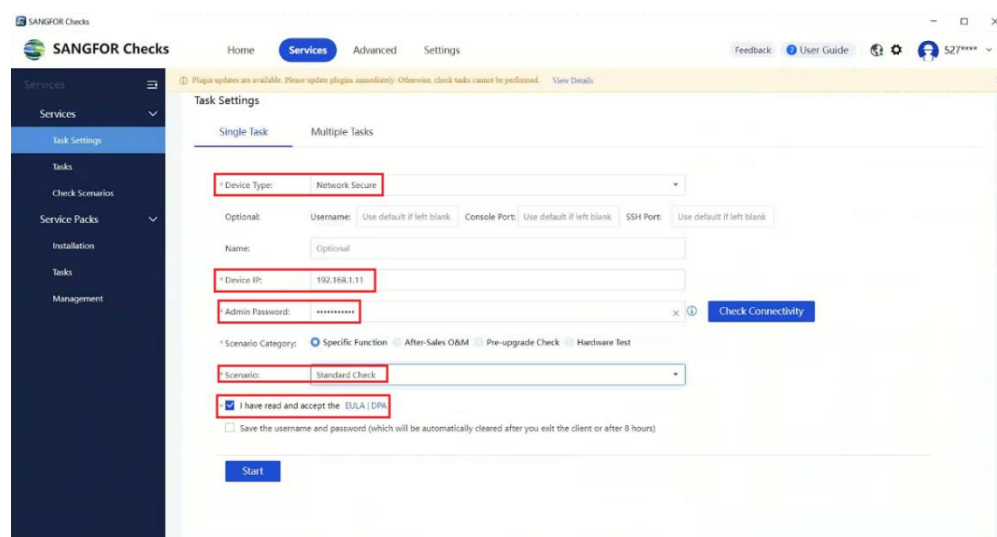 SANGFOR Checks
SANGFOR Checks Home Services Advanced Settings Feedback User Guide 527****
Services
Plugin updates are available. Please update plugins immediately. Otherwise, check tasks cannot be performed. View Details
Task Settings
Services
Single Task Multiple Tasks
Task Settings
Tasks
Check Scenarios
Service Packs
Installation
Tasks
Management
* Device Type: Network Secure
Optional: Username: Use default if left blank Console Port: Use default if left blank SSH Port: Use default if left blank
Name: Optional
* Device IP: 192.168.1.11
* Admin Password: ••••••••••• Check Connectivity
* Scenario Category: Specific Function After-Sales O&M Pre-upgrade Check Hardware Test
* Scenario: Standard Check
* I have read and accept the EULA | DPA
Save the username and password (which will be automatically cleared after you exit the client or after 8 hours)
Start